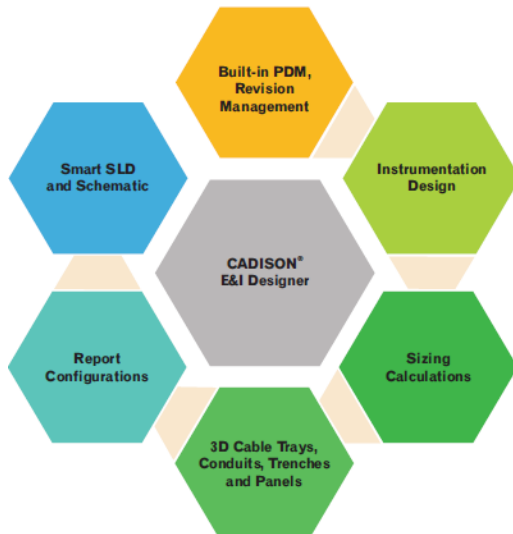 Built-in PDM,
Revision
Management
Smart SLD
and Schematic
Instrumentation
Design
CADISON®
E&I Designer
Report
Configurations
Sizing
Calculations
3D Cable Trays,
Conduits, Trenches
and Panels